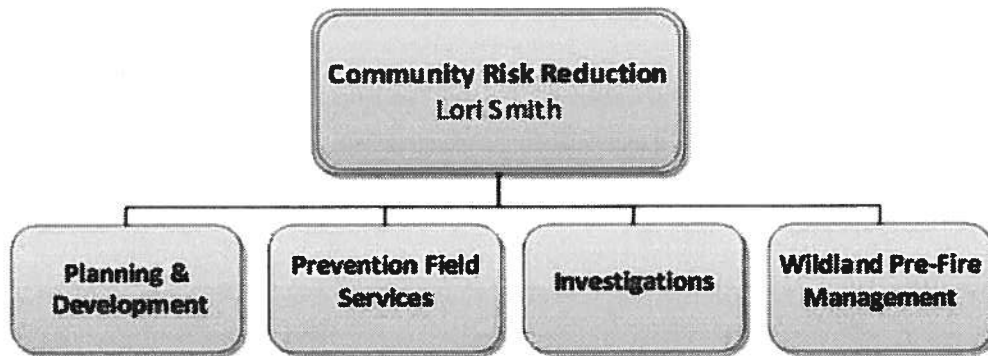 Community Risk Reduction
Lori Smith
Planning &
Development
Prevention Field
Services
Investigations
Wildland Pre-Fire
Management